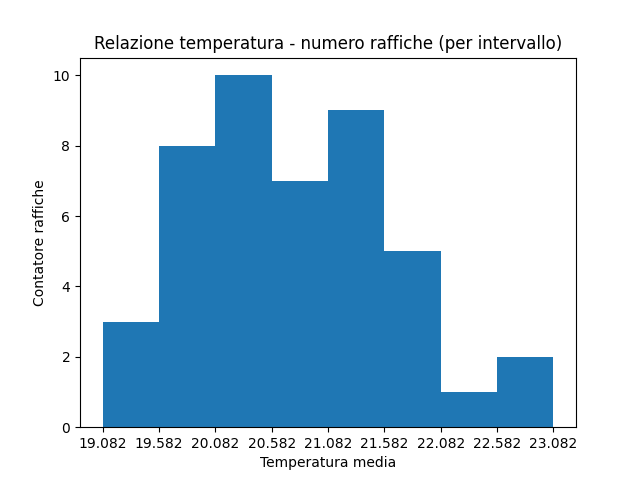 Relazione temperatura - numero raffiche (per intervallo)
10
8
6
4
2
0
Contatore raffiche
19.082 19.582 20.082 20.582 21.082 21.582 22.082 22.582 23.082
Temperatura media